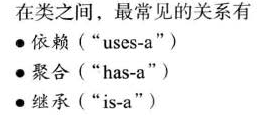 在类之间，最常见的关系有
● 依赖（“uses-a”）
● 聚合（“has-a”）
● 继承（“is-a”）